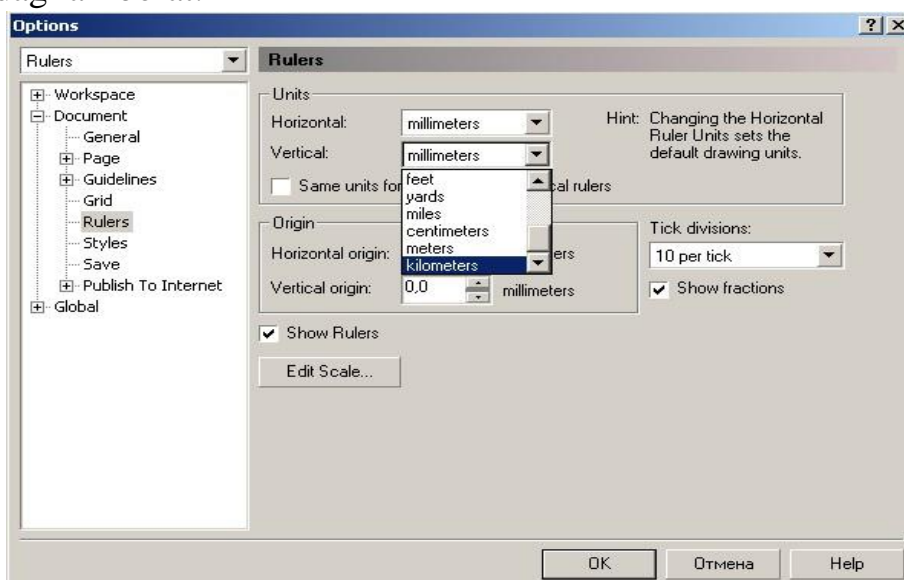 Options
Rulers
Rulers
Workspace
Document
General
Page
Guidelines
Grid
Rulers
Styles
Save
Publish To Internet
Global
Units
Horizontal: millimeters
Vertical: millimeters
Hint: Changing the Horizontal
Ruler Units sets the
default drawing units.
Same units for
rulers
feet
yards
miles
centimeters
meters
kilometers
Origin
Horizontal origin:
Vertical origin: 0,0 millimeters
Tick divisions:
10 per tick
Show fractions
Show Rulers
Edit Scale...
OK Отмена Help